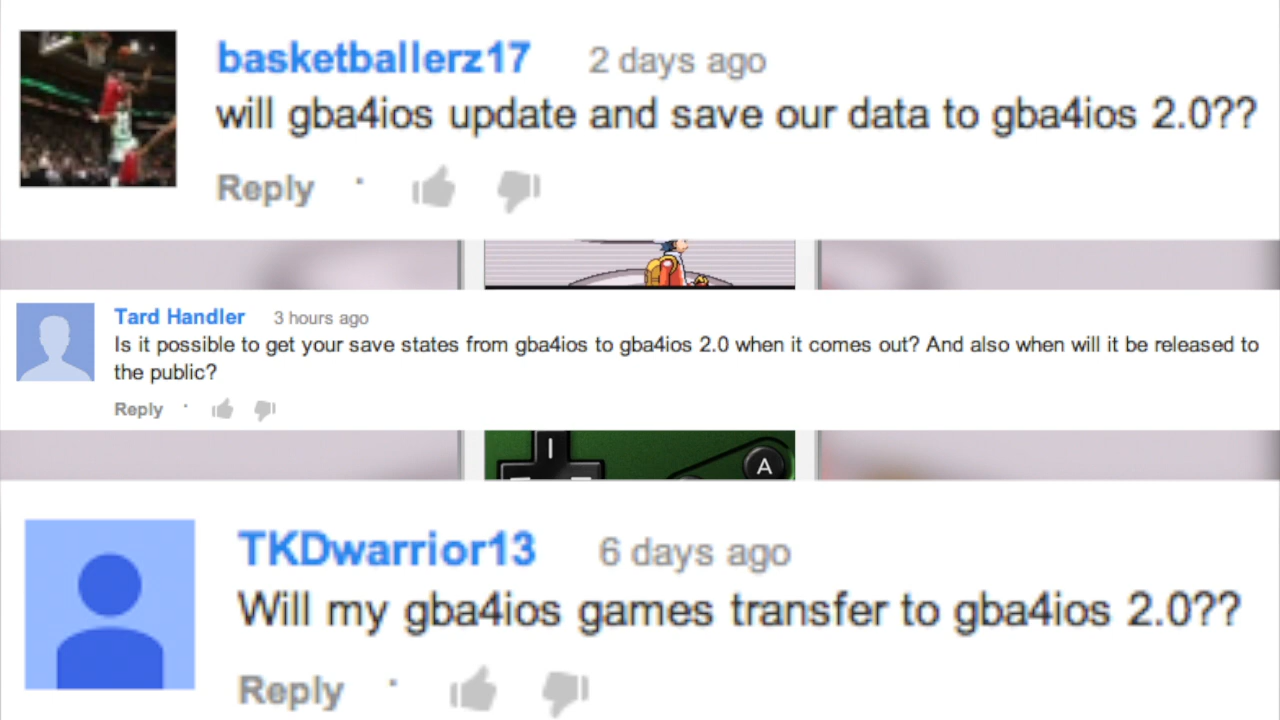 basketballerz17 2 days ago
will gba4ios update and save our data to gba4ios 2.0??
Reply ·
Tard Handler 3 hours ago
Is it possible to get your save states from gba4ios to gba4ios 2.0 when it comes out? And also when will it be released to
the public?
Reply ·
A
TKDwarrior13 6 days ago
Will my gba4ios games transfer to gba4ios 2.0??
Reply ·